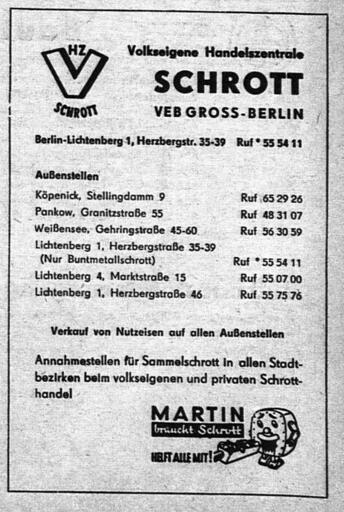 HZ
SCHROTT
Volkseigene Handelszentrale
SCHROTT
VEB GROSS-BERLIN
Berlin-Lichtenberg 1, Herzbergstr. 35-39 Ruf * 55 54 11
Außenstellen
Köpenick, Stellingdamm 9 Ruf 65 29 26
Pankow, Granitzstraße 55 Ruf 48 31 07
Weißensee, Gehringstraße 45-60 Ruf 56 30 59
Lichtenberg 1, Herzbergstraße 35-39
(Nur Buntmetallschrott) Ruf * 55 54 11
Lichtenberg 4, Marktstraße 15 Ruf 55 07 00
Lichtenberg 1, Herzbergstraße 46 Ruf 55 75 76
Verkauf von Nutzeisen auf allen Außenstellen
Annahmestellen für Sammelschrott in allen Stadt-
bezirken beim volkseigenen und privaten Schrott-
handel
MARTIN
braucht Schrott
HELFT ALLE MIT!